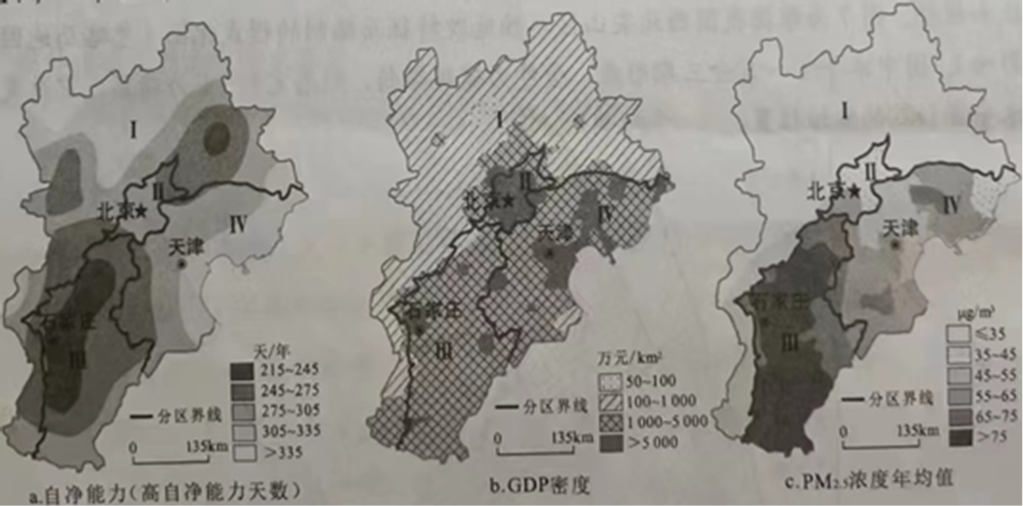 I
II
北京★
IV
天津
石家庄
III
天/年
215~245
245~275
275~305
305~335
>335
分区界线
0 135km
a.自净能力(高自净能力天数)
I
II
北京★
IV
天津
石家庄
III
万元/km²
50~100
100~1 000
1 000~5 000
>5 000
分区界线
0 135km
b.GDP密度
I
II
北京★
IV
天津
石家庄
III
μg/m³
≤35
35~45
45~55
55~65
65~75
>75
分区界线
0 135km
c.PM₂.₅浓度年均值